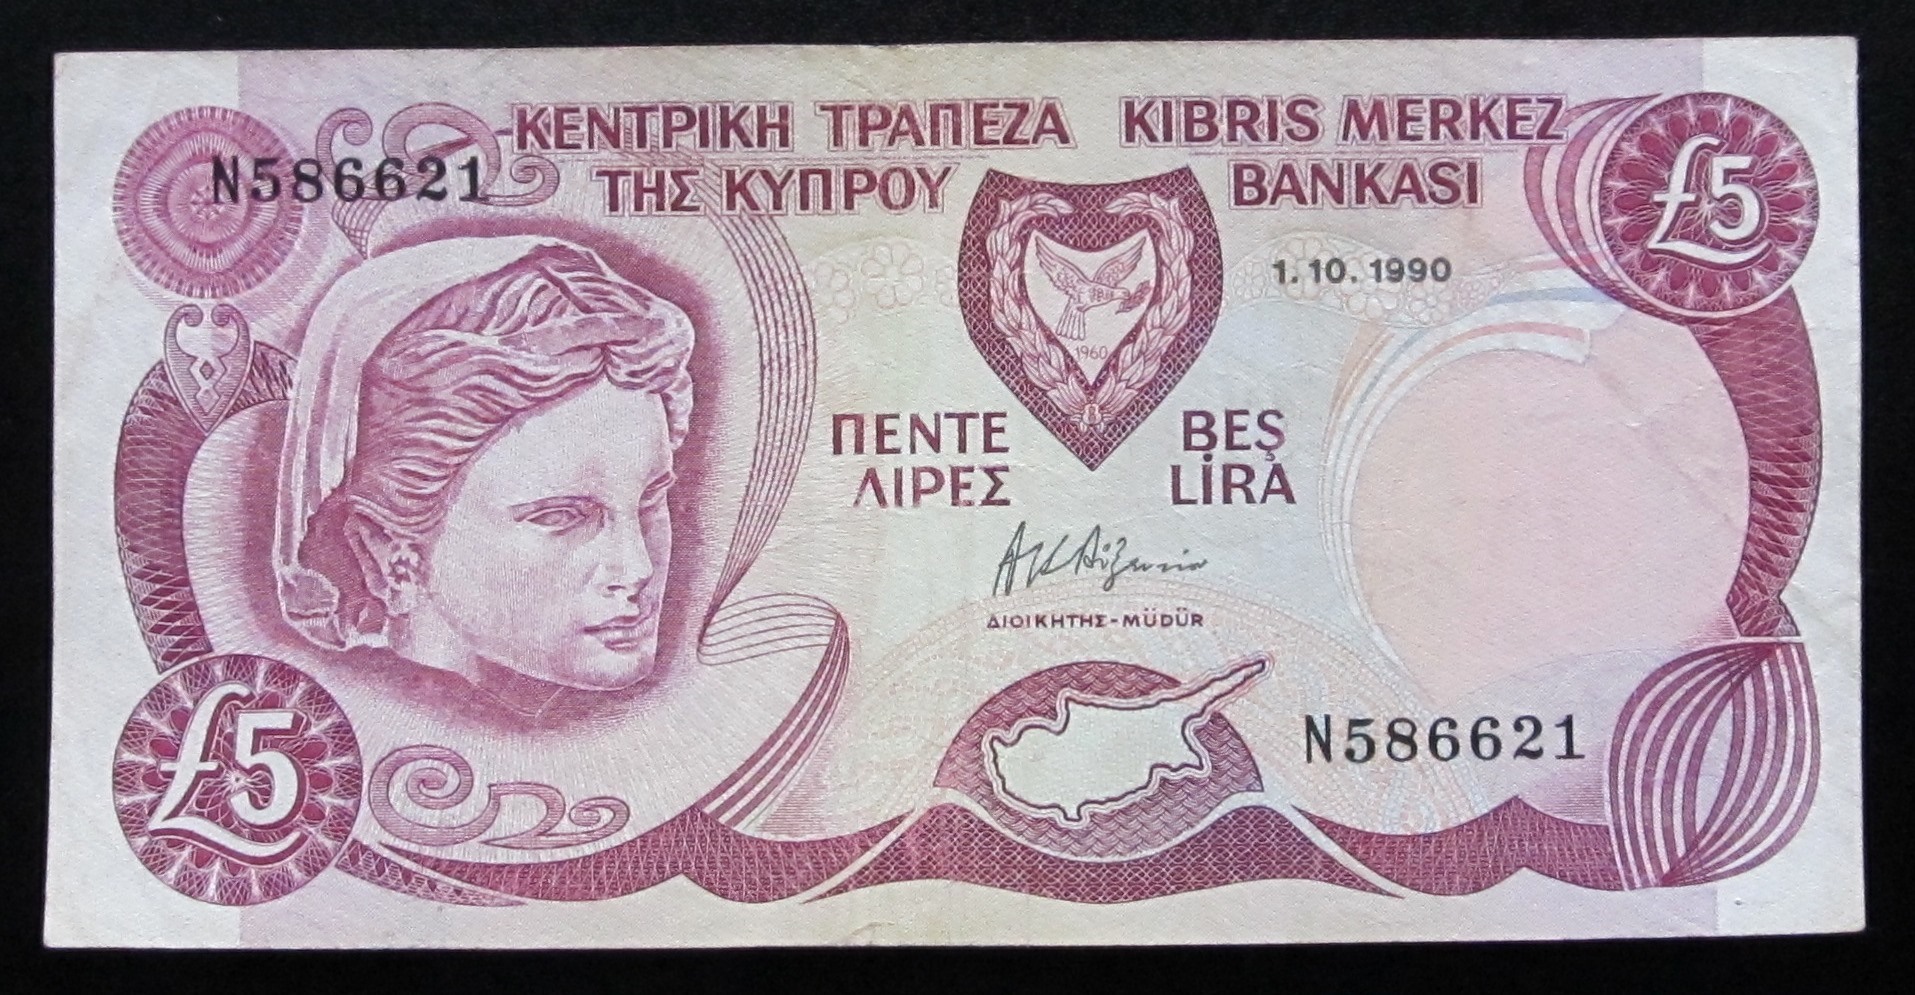 ΚΕΝΤΡΙΚΗ ΤΡΑΠΕΖΑ
ΤΗΣ ΚΥΠΡΟΥ
KIBRIS MERKEZ
BANKASI
£5
N586621
1. 10. 1990
1960
ΠΕΝΤΕ
ΛΙΡΕΣ
BEŞ
LİRA
ΔΙΟΙΚΗΤΗΣ-MÜDÜR
£5
N586621